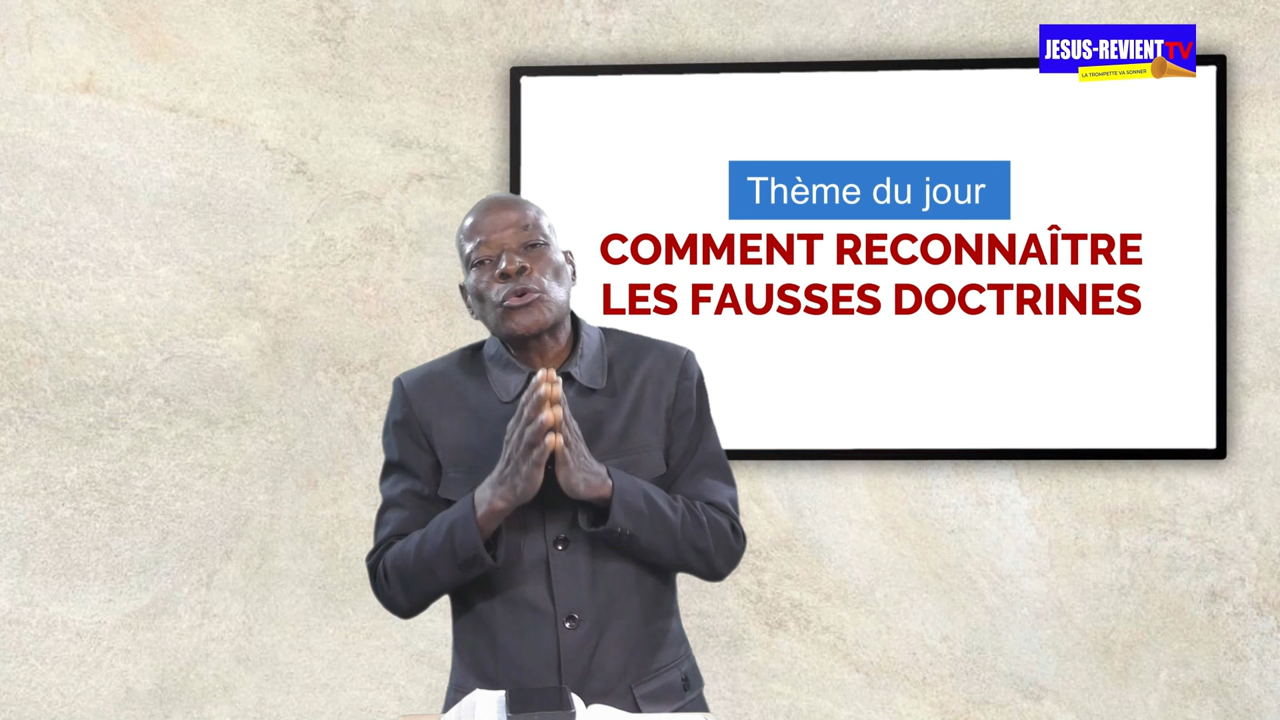 JESUS-REVIENT TV
LA TROMPETTE VA SONNER
Thème du jour
COMMENT RECONNAÎTRE
LES FAUSSES DOCTRINES